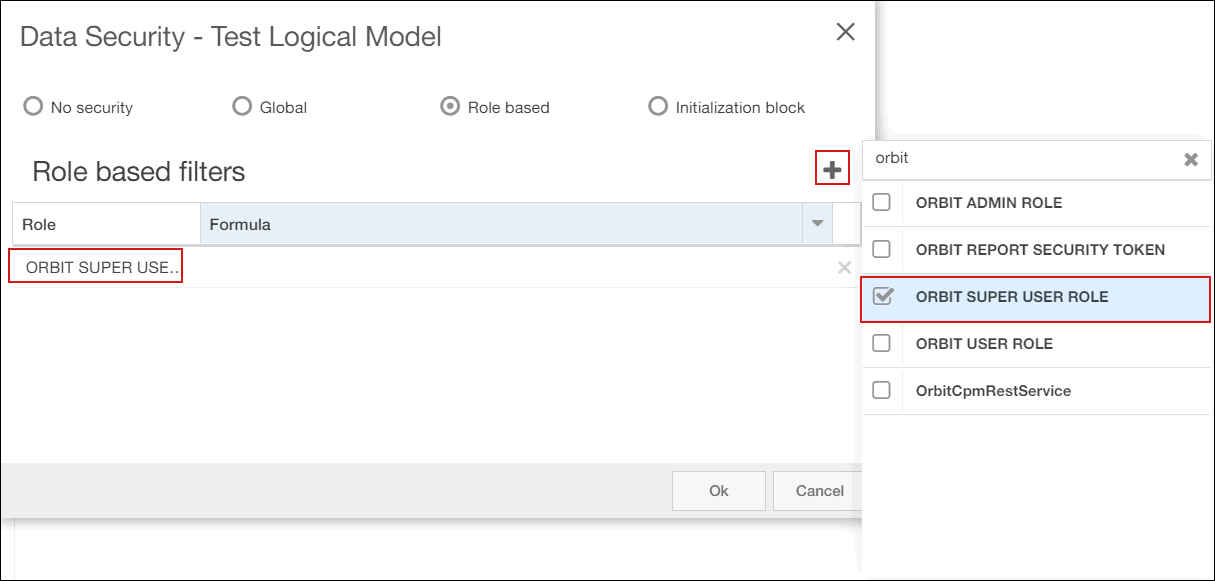 Data Security - Test Logical Model
No security
Global
Role based
Initialization block
Role based filters
Role
Formula
ORBIT SUPER USE..
Ok
Cancel
orbit
ORBIT ADMIN ROLE
ORBIT REPORT SECURITY TOKEN
ORBIT SUPER USER ROLE
ORBIT USER ROLE
OrbitCpmRestService